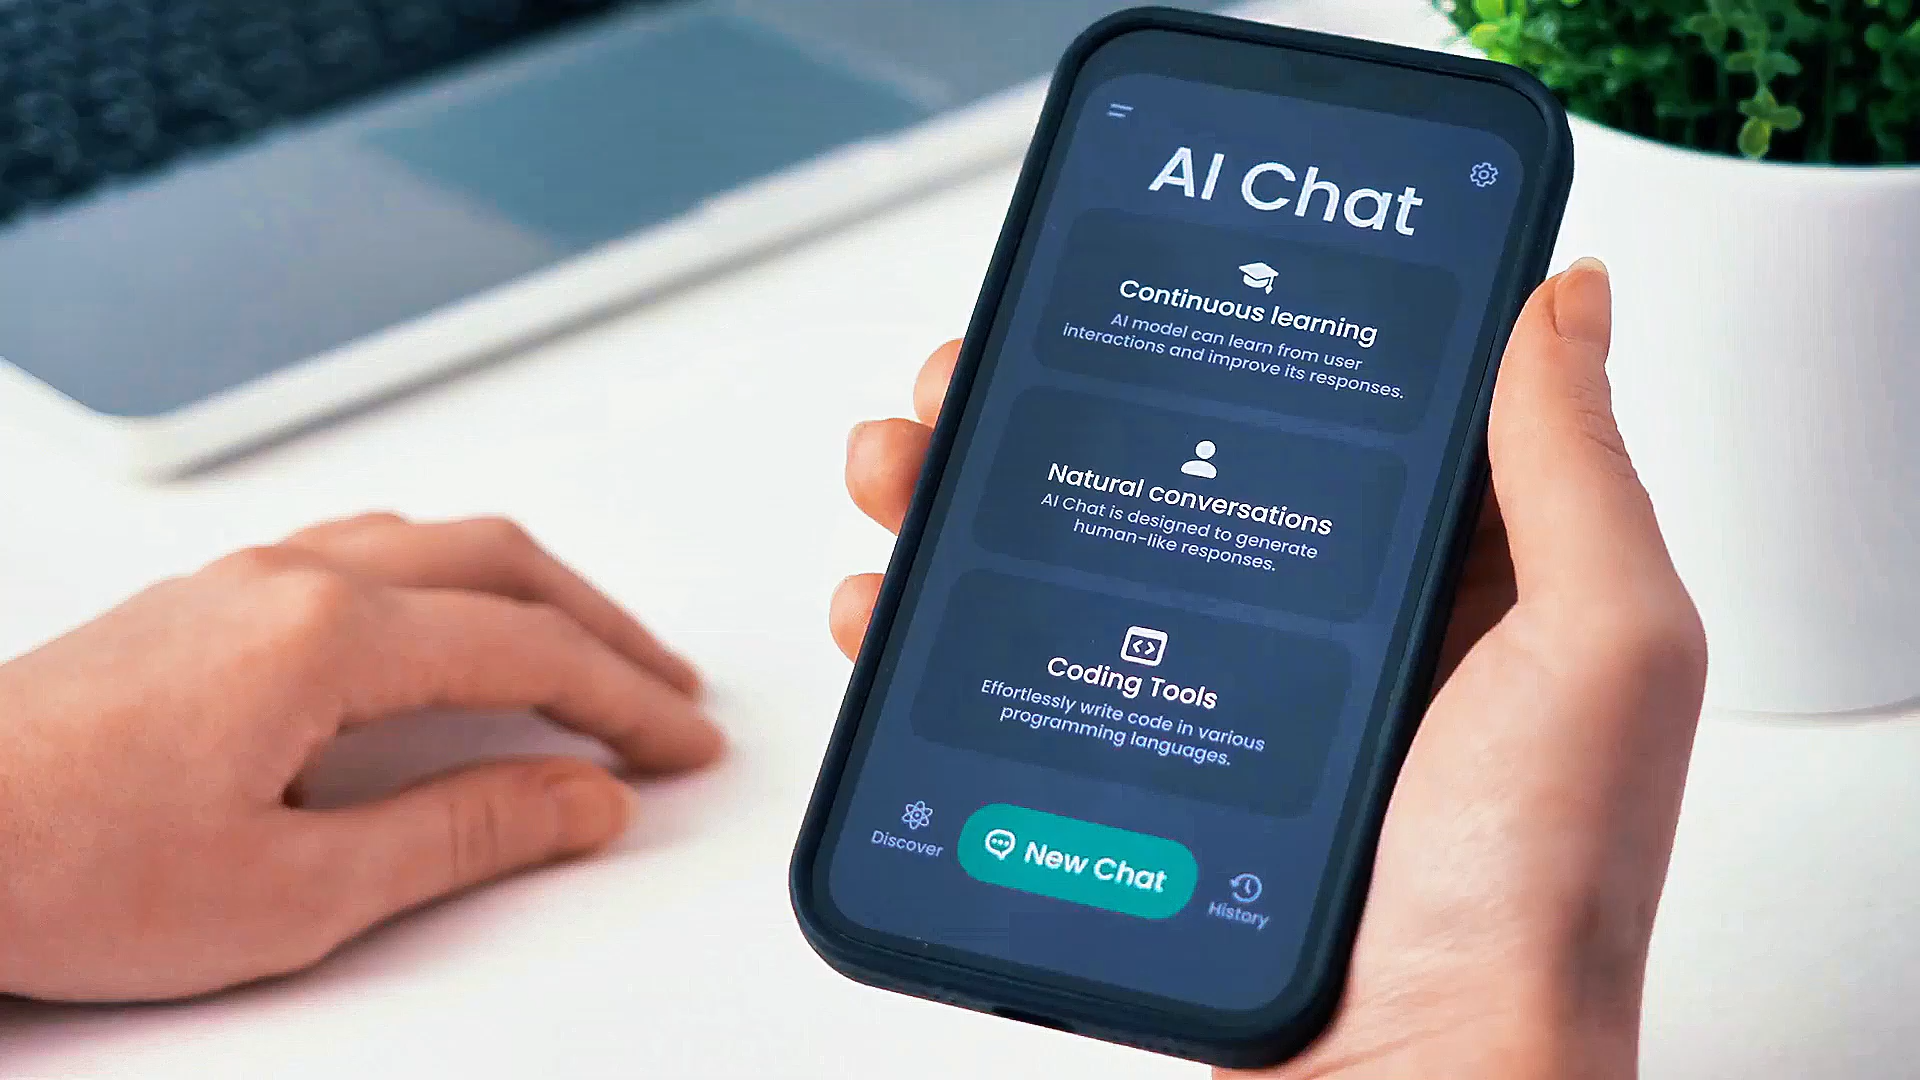 AI Chat
Continuous learning
AI model can learn from user
interactions and improve its responses.
Natural conversations
AI Chat is designed to generate
human-like responses.
Coding Tools
Effortlessly write code in various
programming languages.
Discover
New Chat
History